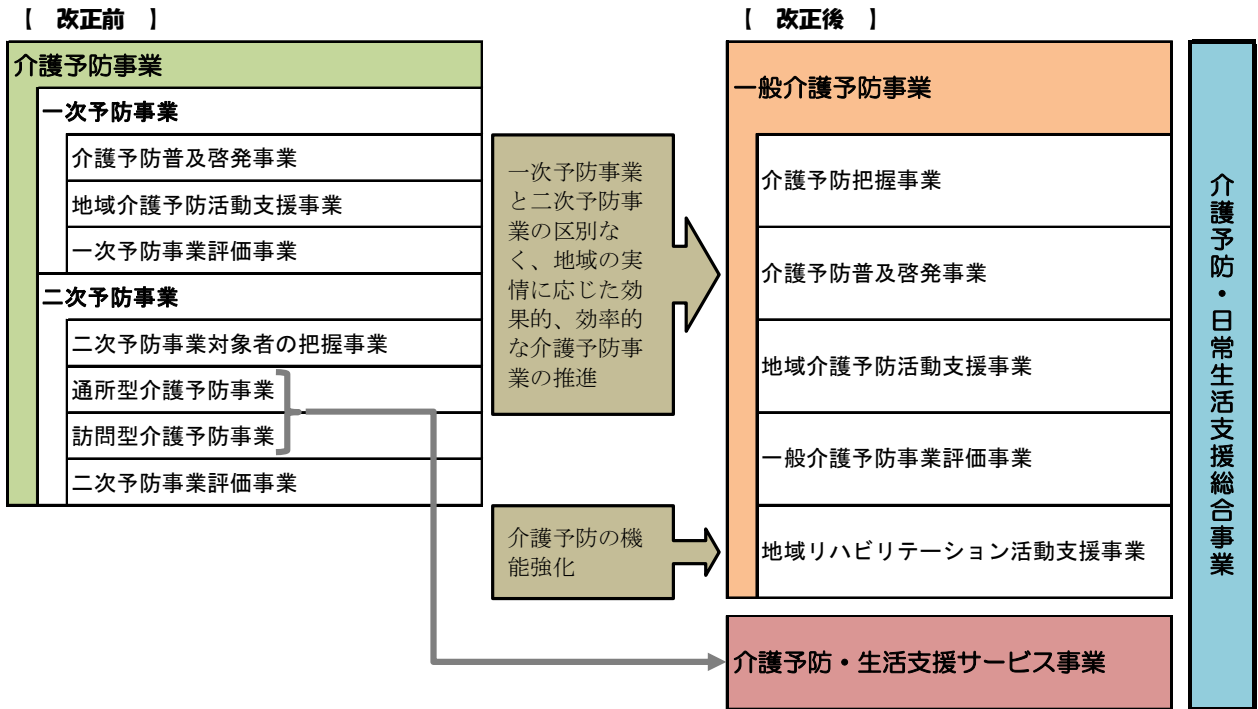 【 改正前 】
介護予防事業
一次予防事業
介護予防普及啓発事業
地域介護予防活動支援事業
一次予防事業評価事業
二次予防事業
二次予防事業対象者の把握事業
通所型介護予防事業
訪問型介護予防事業
二次予防事業評価事業
一次予防事業
と二次予防事
業の区別な
く、地域の実
情に応じた効
果的、効率的
な介護予防事
業の推進
介護予防の機
能強化
【 改正後 】
一般介護予防事業
介護予防把握事業
介護予防普及啓発事業
地域介護予防活動支援事業
一般介護予防事業評価事業
地域リハビリテーション活動支援事業
介護予防・生活支援サービス事業
介護予防・日常生活支援総合事業